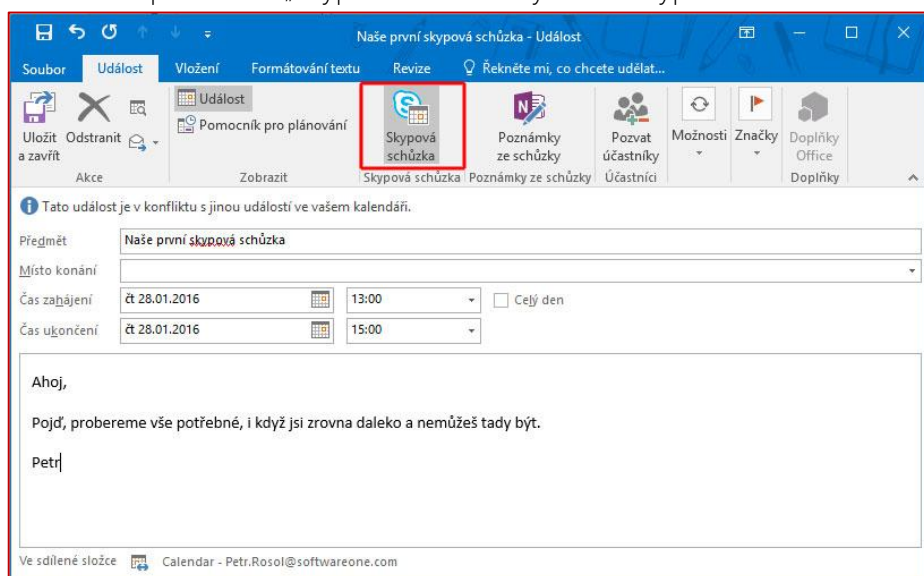 Naše první skypová schůzka - Událost
Soubor Událost Vložení Formátování textu Revize Řekněte mi, co chcete udělat...
Uložit a zavřít
Odstranit
Akce
Událost
Pomocník pro plánování
Zobrazit
Skypová schůzka
Skypová schůzka
Poznámky ze schůzky
Poznámky ze schůzky
Pozvat účastníky
Účastníci
Možnosti
Značky
Doplňky Office
Doplňky
Tato událost je v konfliktu s jinou událostí ve vašem kalendáři.
Předmět Naše první skypová schůzka
Místo konání
Čas zahájení čt 28.01.2016 13:00 Celý den
Čas ukončení čt 28.01.2016 15:00
Ahoj,
Pojď, probereme vše potřebné, i když jsi zrovna daleko a nemůžeš tady být.
Petr
Ve sdílené složce Calendar - Petr.Rosol@softwareone.com